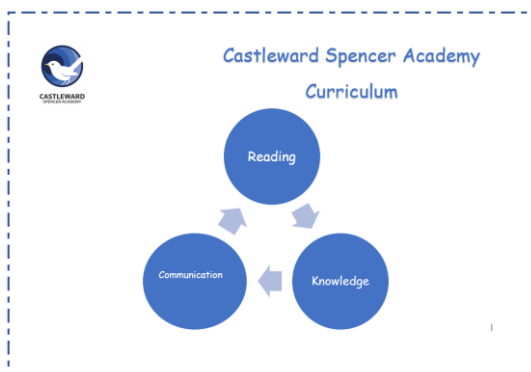 Castleward Spencer Academy
Curriculum
CASTLEWARD
SPENCER ACADEMY
Reading
Communication
Knowledge